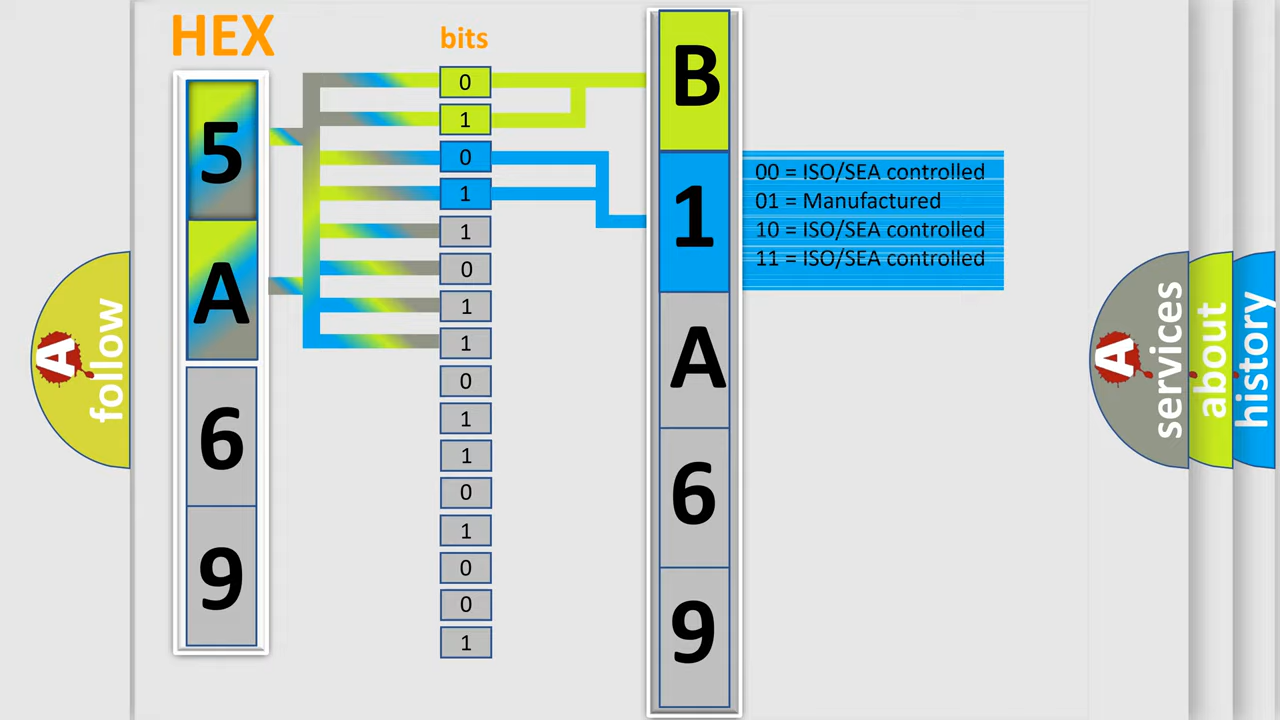 HEX
bits
5
A
6
9
0
1
0
1
1
0
1
1
0
1
1
0
1
0
0
1
B
1
A
6
9
00 = ISO/SEA controlled
01 = Manufactured
10 = ISO/SEA controlled
11 = ISO/SEA controlled
A
follow
A
services
about
history